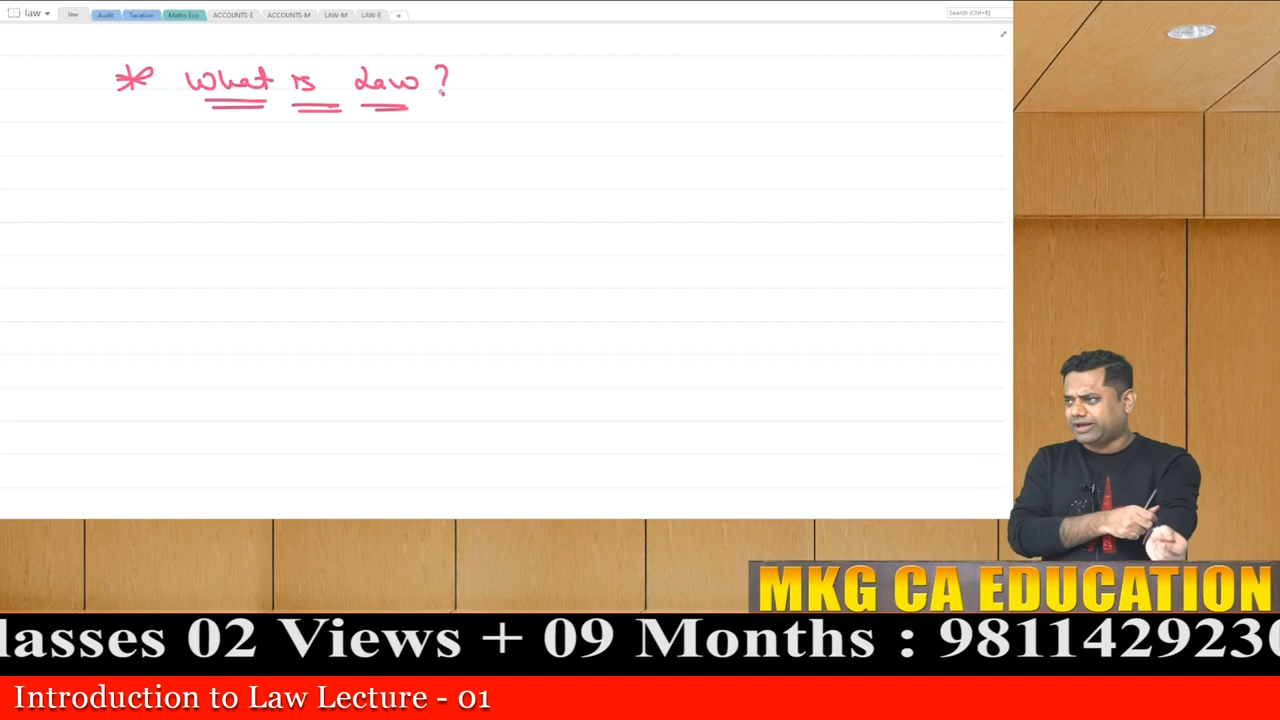 law
law
Audit
Taxation
Maths Eco
ACCOUNTS-E
ACCOUNTS-M
LAW-M
LAW-E
+
Search (Ctrl+E)
* What is Law ?
MKG CA EDUCATION
lasses 02 Views + 09 Months : 981142923
Introduction to Law Lecture - 01